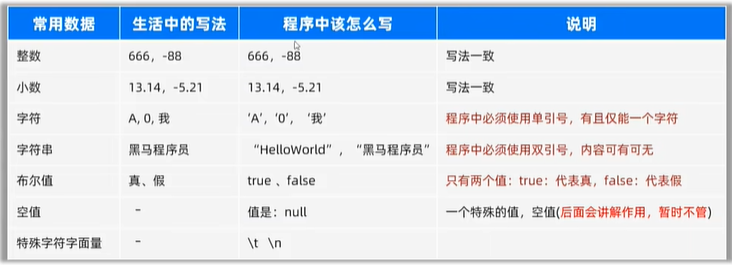 常用数据 生活中的写法 程序中该怎么写 说明
整数 666，-88 666，-88 写法一致
小数 13.14，-5.21 13.14，-5.21 写法一致
字符 A, 0, 我 ‘A’，‘0’，‘我’ 程序中必须使用单引号，有且仅能一个字符
字符串 黑马程序员 “HelloWorld”，“黑马程序员” 程序中必须使用双引号，内容可有可无
布尔值 真、假 true 、false 只有两个值：true：代表真，false：代表假
空值 - 值是：null 一个特殊的值，空值(后面会讲解作用，暂时不管)
特殊字符字面量 - \t \n